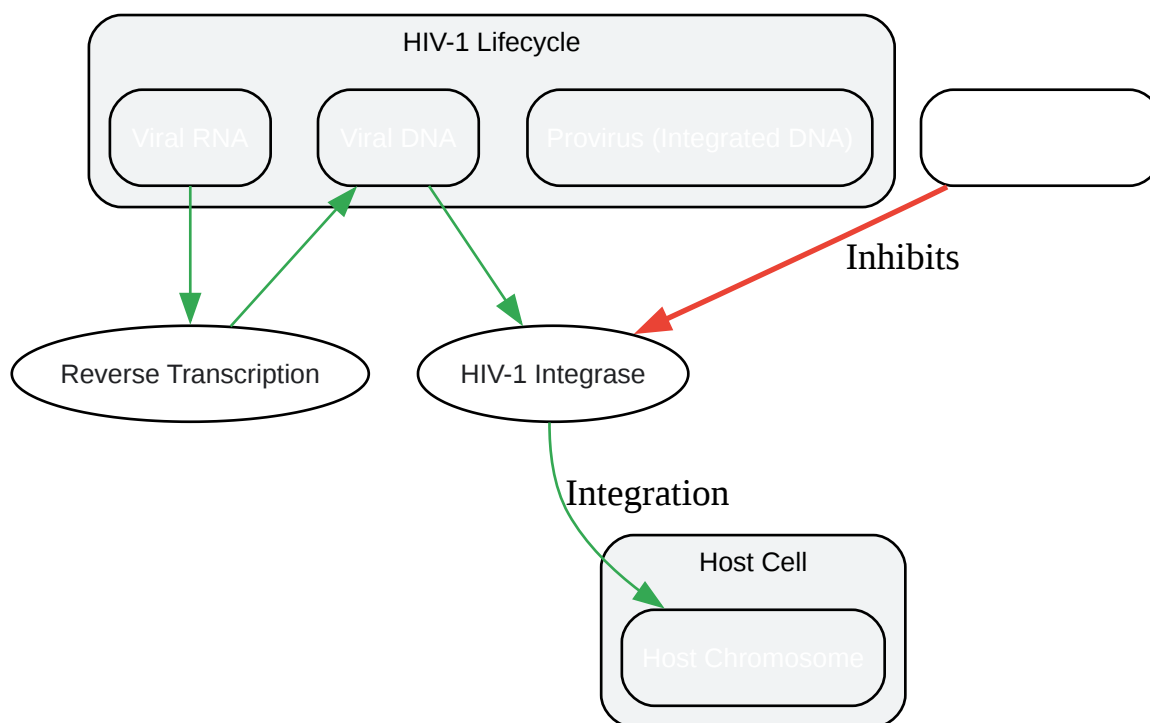 HIV-1 Lifecycle
Viral RNA
Viral DNA
Provirus (Integrated DNA)
Inhibits
Reverse Transcription
HIV-1 Integrase
Integration
Host Cell
Host Chromosome